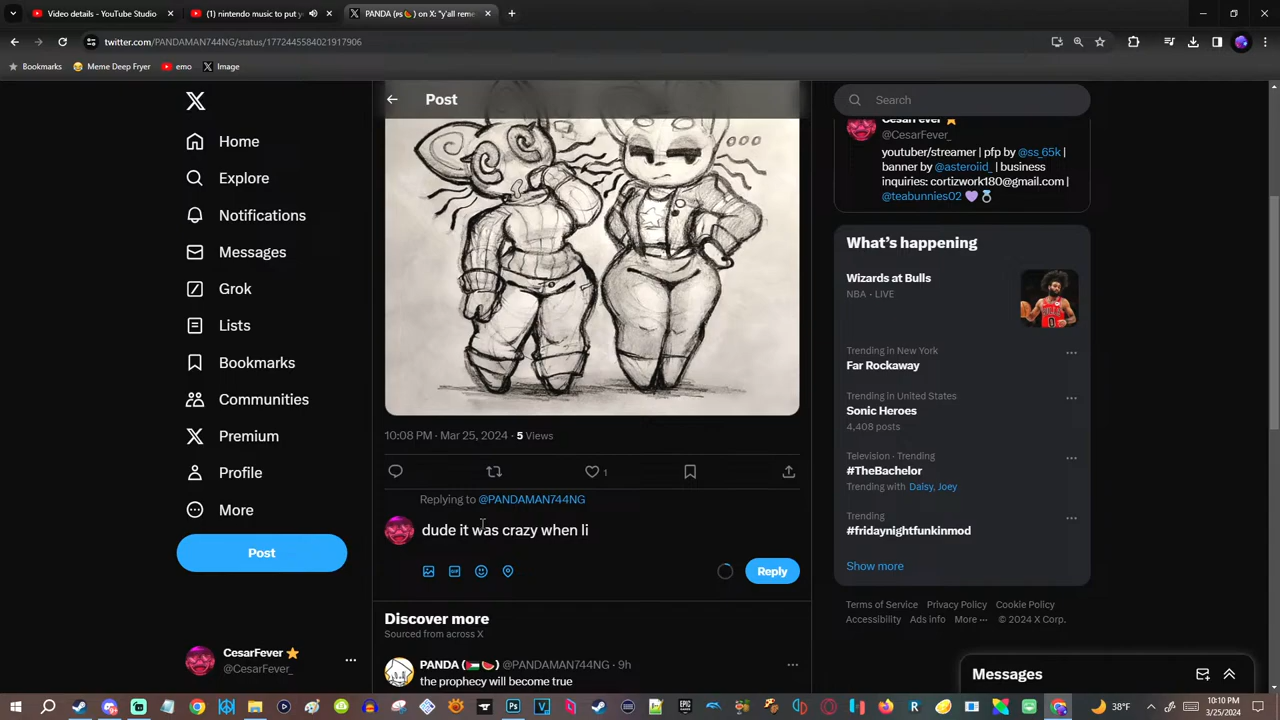 Video details - YouTube Studio
(1) nintendo music to put y
PANDA (PS🍉) on X: "y'all reme
twitter.com/PANDAMAN744NG/status/1772445584021917906
Bookmarks
Meme Deep Fryer
emo
Image
Home
Explore
Notifications
Messages
Grok
Lists
Bookmarks
Communities
Premium
Profile
More
Post
CesarFever ⭐
@CesarFever_
Post
10:08 PM · Mar 25, 2024 · 5 Views
1
Replying to @PANDAMAN744NG
dude it was crazy when li
Reply
Discover more
Sourced from across X
PANDA (🇵🇸🍉) @PANDAMAN744NG · 9h
the prophecy will become true
Search
CesarFever ⭐
@CesarFever_
youtube/streamer | pfp by @ss_65k |
banner by @asteroiid_ | business
inquiries: cortizwork180@gmail.com |
@teabunnies02 💜💍
What's happening
Wizards at Bulls
NBA · LIVE
Trending in New York
Far Rockaway
Trending in United States
Sonic Heroes
4,408 posts
Television · Trending
#TheBachelor
Trending with Daisy, Joey
Trending
#fridaynightfunkinmod
Show more
Terms of Service Privacy Policy Cookie Policy
Accessibility Ads info More ··· © 2024 X Corp.
Messages
38°F
10:10 PM
3/25/2024